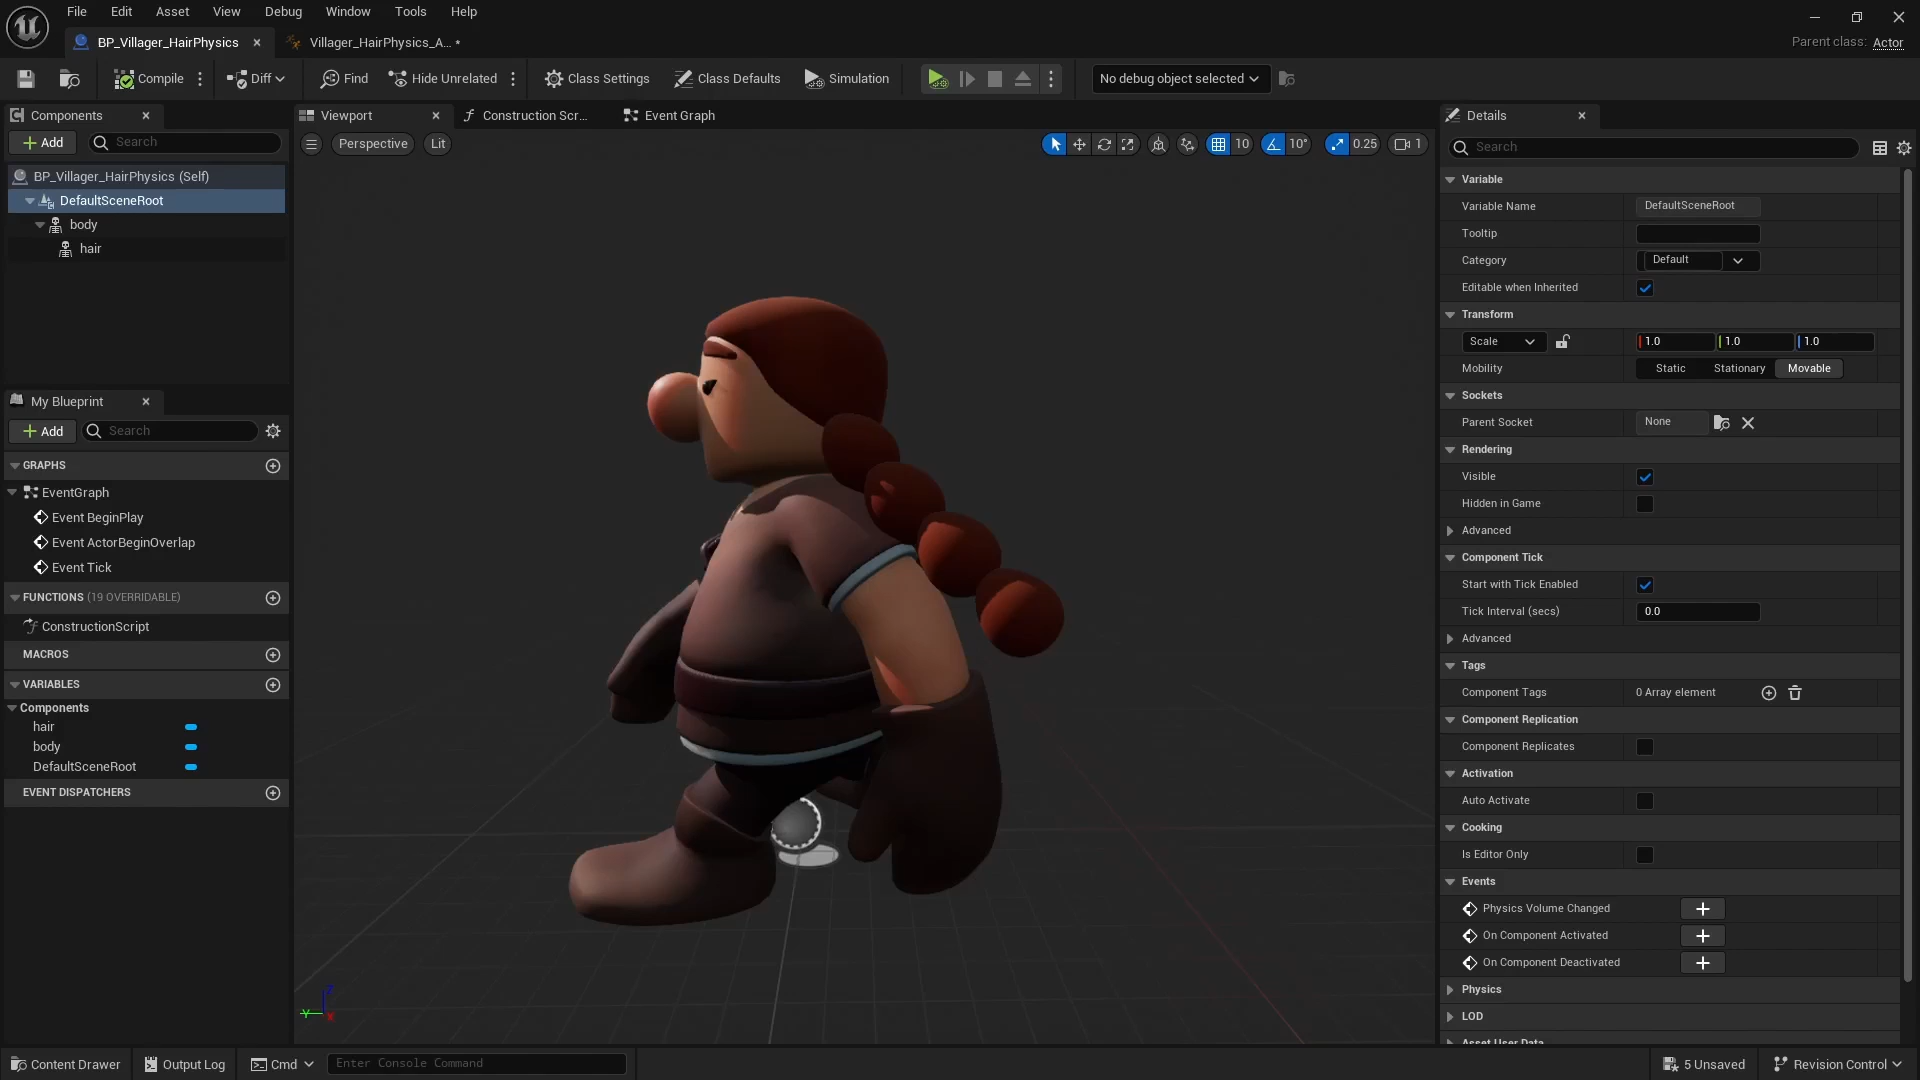 File Edit Asset View Debug Window Tools Help
BP_Villager_HairPhysics Villager_HairPhysics_A... •
Parent class: Actor
Compile Diff Find Hide Unrelated Class Settings Class Defaults Simulation No debug object selected
Components
Add Search
BP_Villager_HairPhysics (Self)
DefaultSceneRoot
body
hair
My Blueprint
Add Search
GRAPHS
EventGraph
Event BeginPlay
Event ActorBeginOverlap
Event Tick
FUNCTIONS (19 OVERRIDABLE)
ConstructionScript
MACROS
VARIABLES
Components
hair
body
DefaultSceneRoot
EVENT DISPATCHERS
Viewport Construction Scr... Event Graph
Perspective Lit 10 10° 0.25 1
Z
Y
X
Details
Search
Variable
Variable Name DefaultSceneRoot
Tooltip
Category Default
Editable when Inherited
Transform
Scale 1.0 1.0 1.0
Mobility Static Stationary Movable
Sockets
Parent Socket None
Rendering
Visible
Hidden in Game
Advanced
Component Tick
Start with Tick Enabled
Tick Interval (secs) 0.0
Advanced
Tags
Component Tags 0 Array element
Component Replication
Component Replicates
Activation
Auto Activate
Cooking
Is Editor Only
Events
Physics Volume Changed
On Component Activated
On Component Deactivated
Physics
LOD
Asset User Data
Content Drawer Output Log Cmd Enter Console Command 5 Unsaved Revision Control